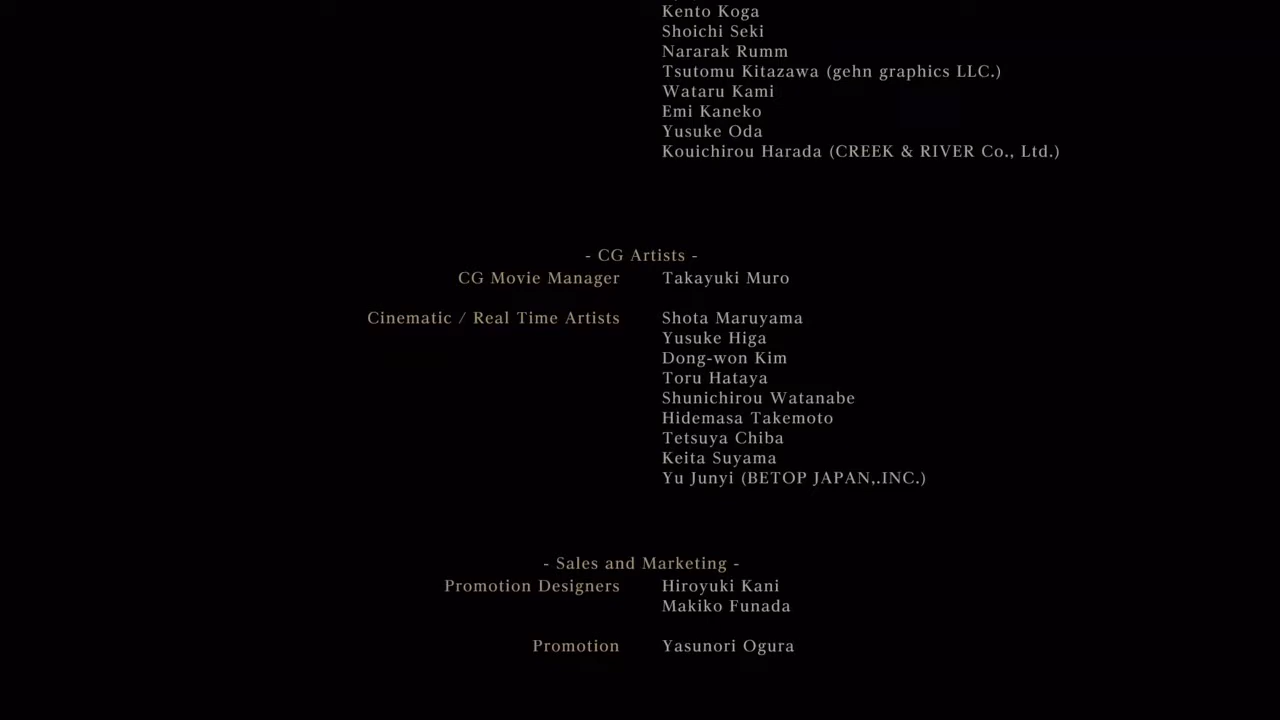 Kento Koga
Shoichi Seki
Nararak Rumm
Tsutomu Kitazawa (gehn graphics LLC.)
Wataru Kami
Emi Kaneko
Yusuke Oda
Kouichirou Harada (CREEK & RIVER Co., Ltd.)
- CG Artists -
CG Movie Manager Takayuki Muro
Cinematic / Real Time Artists Shota Maruyama
Yusuke Higa
Dong-won Kim
Toru Hataya
Shunichirou Watanabe
Hidemasa Takemoto
Tetsuya Chiba
Keita Suyama
Yu Junyi (BETOP JAPAN,.INC.)
- Sales and Marketing -
Promotion Designers Hiroyuki Kani
Makiko Funada
Promotion Yasunori Ogura